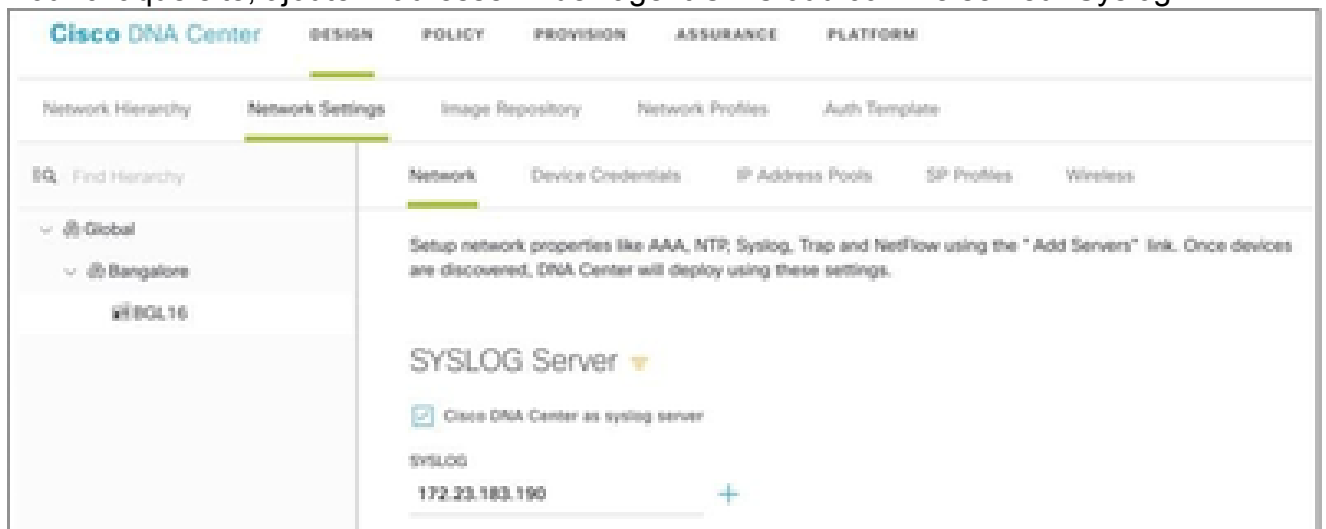 Cisco DNA Center DESIGN POLICY PROVISION ASSURANCE PLATFORM
Network Hierarchy Network Settings Image Repository Network Profiles Auth Template
Find Hierarchy
Network Device Credentials IP Address Pools SP Profiles Wireless
Global
Bangalore
BGL16
Setup network properties like AAA, NTP, Syslog, Trap and NetFlow using the "Add Servers" link. Once devices
are discovered, DNA Center will deploy using these settings.
SYSLOG Server
Cisco DNA Center as syslog server
SYSLOG
172.23.183.190